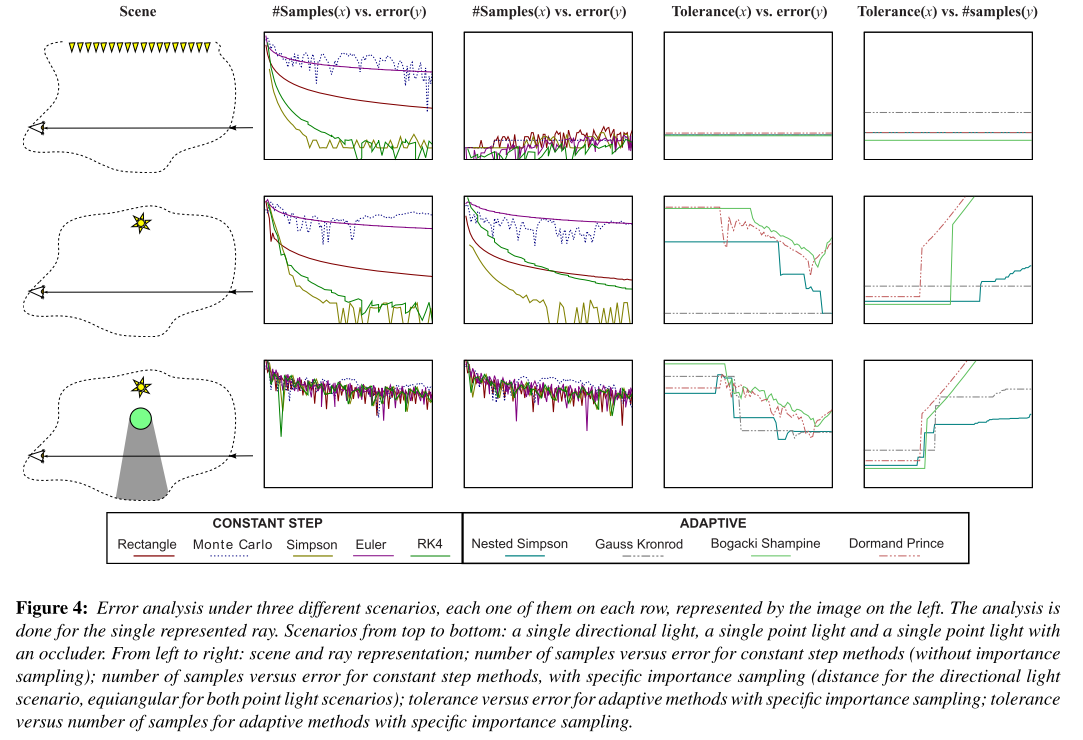 Scene
#Samples(x) vs. error(y)
#Samples(x) vs. error(y)
Tolerance(x) vs. error(y)
Tolerance(x) vs. #samples(y)
CONSTANT STEP
ADAPTIVE
Rectangle Monte Carlo Simpson Euler RK4
Nested Simpson Gauss Kronrod Bogacki Shampine Dormand Prince
Figure 4: Error analysis under three different scenarios, each one of them on each row, represented by the image on the left. The analysis is
done for the single represented ray. Scenarios from top to bottom: a single directional light, a single point light and a single point light with
an occluder. From left to right: scene and ray representation; number of samples versus error for constant step methods (without importance
sampling); number of samples versus error for constant step methods, with specific importance sampling (distance for the directional light
scenario, equiangular for both point light scenarios); tolerance versus error for adaptive methods with specific importance sampling; tolerance
versus number of samples for adaptive methods with specific importance sampling.